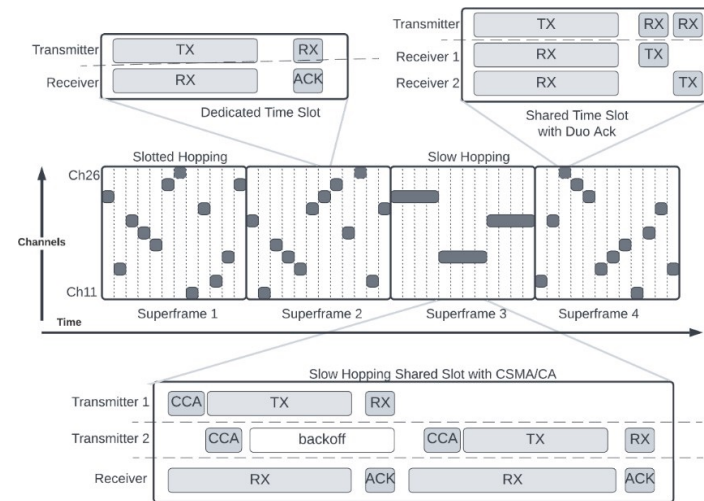 Transmitter TX RX
Receiver RX ACK
Dedicated Time Slot
Transmitter TX RX RX
Receiver 1 RX TX
Receiver 2 RX TX
Shared Time Slot
with Duo Ack
Slotted Hopping Slow Hopping
Ch26
Channels
Ch11
Superframe 1 Superframe 2 Superframe 3 Superframe 4
Time
Slow Hopping Shared Slot with CSMA/CA
Transmitter 1 CCA TX RX
Transmitter 2 CCA backoff CCA TX RX
Receiver RX ACK RX ACK